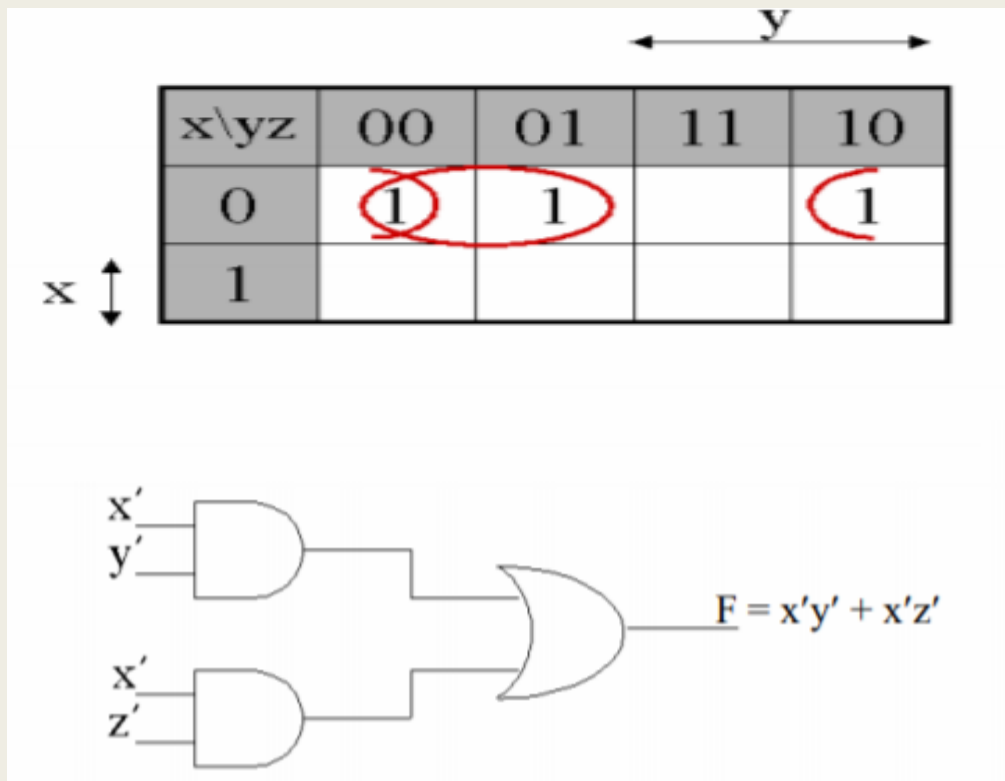 y
x\yz 00 01 11 10
0 1 1 1
x 1
x′
y′
F = x′y′ + x′z′
x′
z′